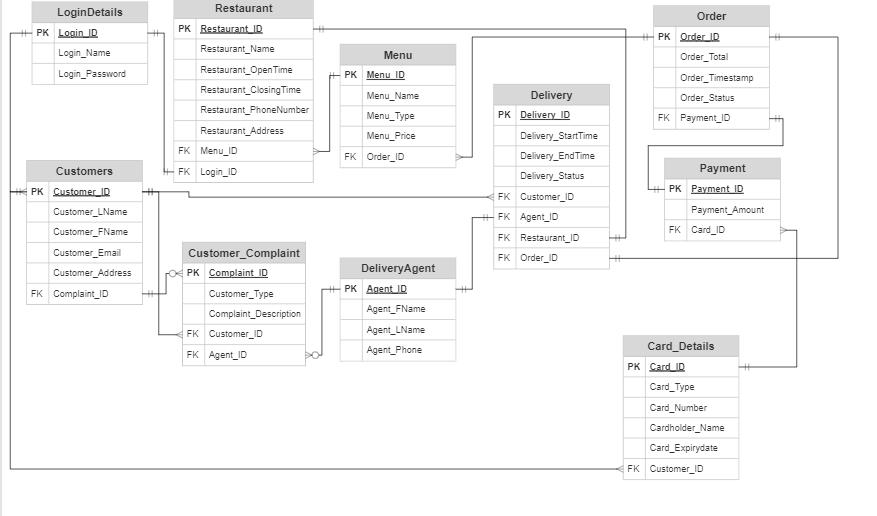 LoginDetails
PK Login_ID
Login_Name
Login_Password
Restaurant
PK Restaurant_ID
Restaurant_Name
Restaurant_OpenTime
Restaurant_ClosingTime
Restaurant_PhoneNumber
Restaurant_Address
FK Menu_ID
FK Login_ID
Menu
PK Menu_ID
Menu_Name
Menu_Type
Menu_Price
FK Order_ID
Delivery
PK Delivery_ID
Delivery_StartTime
Delivery_EndTime
Delivery_Status
FK Customer_ID
FK Agent_ID
FK Restaurant_ID
FK Order_ID
Order
PK Order_ID
Order_Total
Order_Timestamp
Order_Status
FK Payment_ID
Payment
PK Payment_ID
Payment_Amount
FK Card_ID
Customers
PK Customer_ID
Customer_LName
Customer_FName
Customer_Email
Customer_Address
FK Complaint_ID
Customer_Complaint
PK Complaint_ID
Customer_Type
Complaint_Description
FK Customer_ID
FK Agent_ID
DeliveryAgent
PK Agent_ID
Agent_FName
Agent_LName
Agent_Phone
Card_Details
PK Card_ID
Card_Type
Card_Number
Cardholder_Name
Card_Expirydate
FK Customer_ID